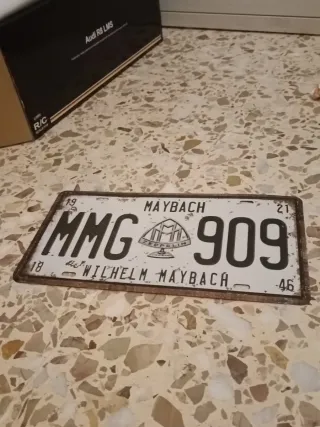 Audi R8 LMS
R/C
19 MAYBACH 21
MMG ZEPPELIN 909
18 WILHELM MAYBACH 46